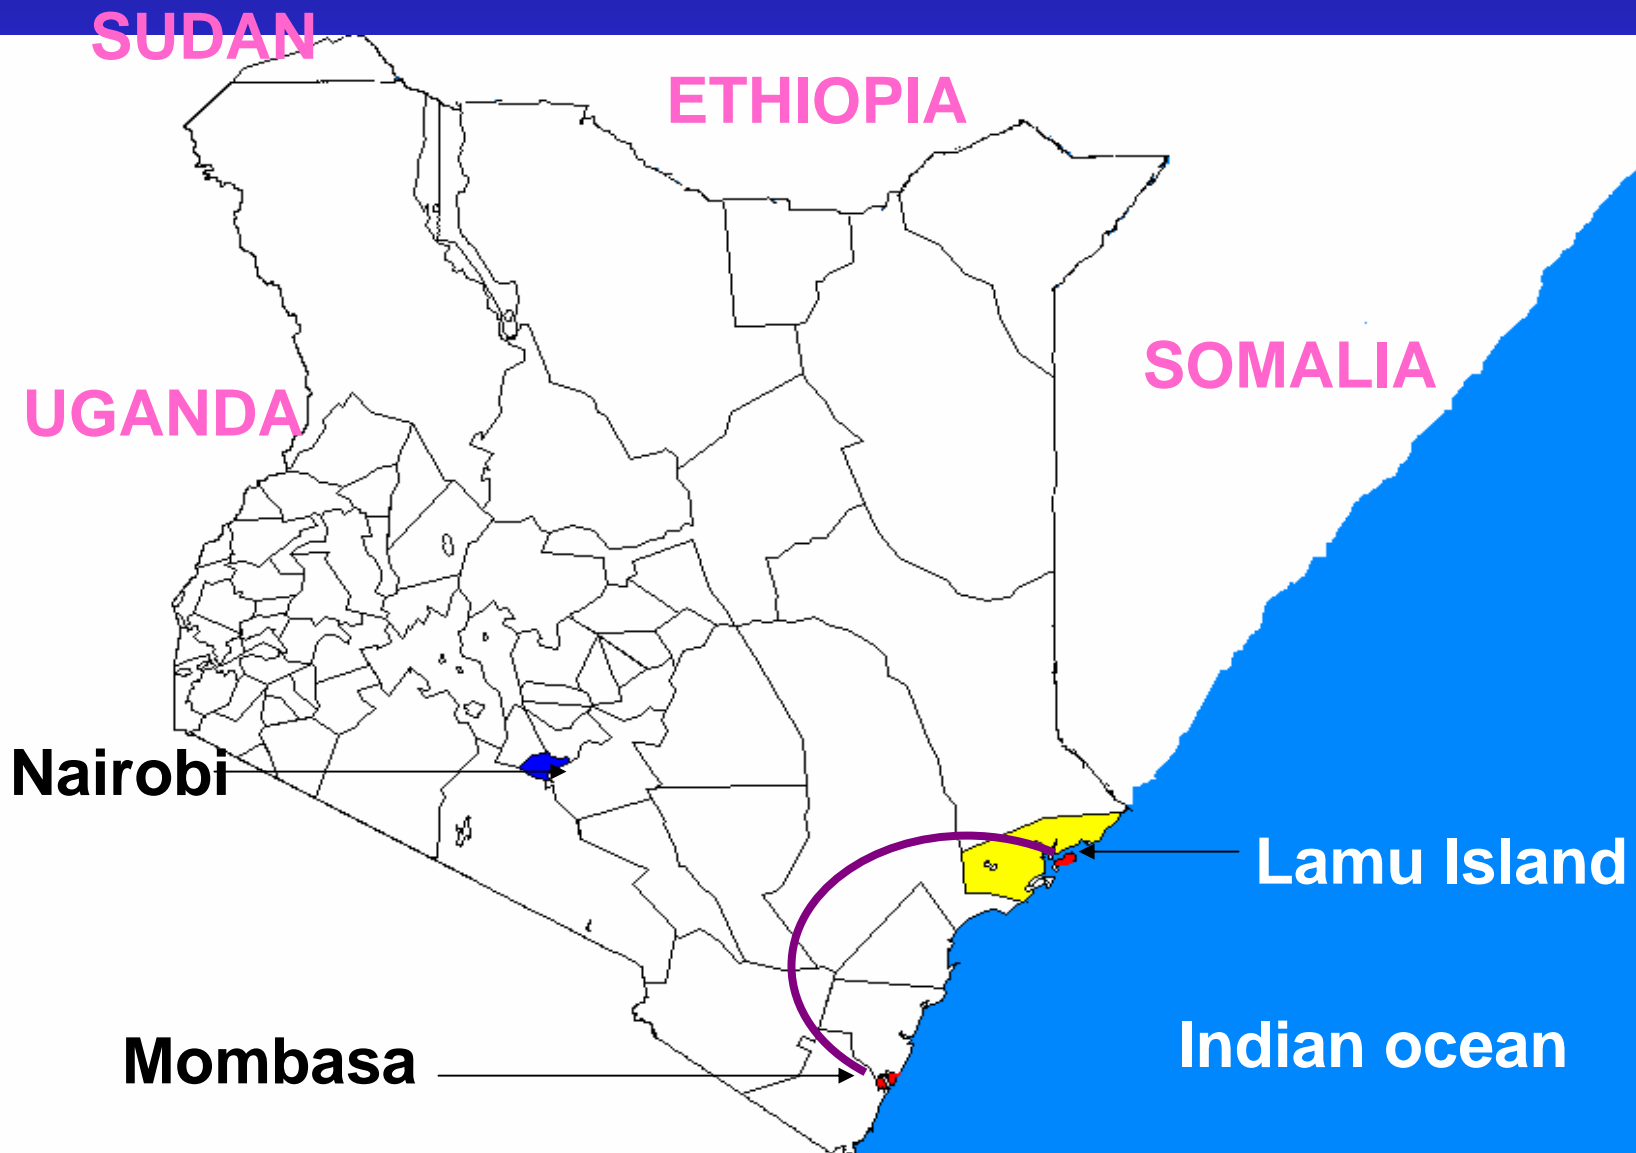 SUDAN
ETHIOPIA
SOMALIA
UGANDA
Nairobi
Lamu Island
Indian ocean
Mombasa